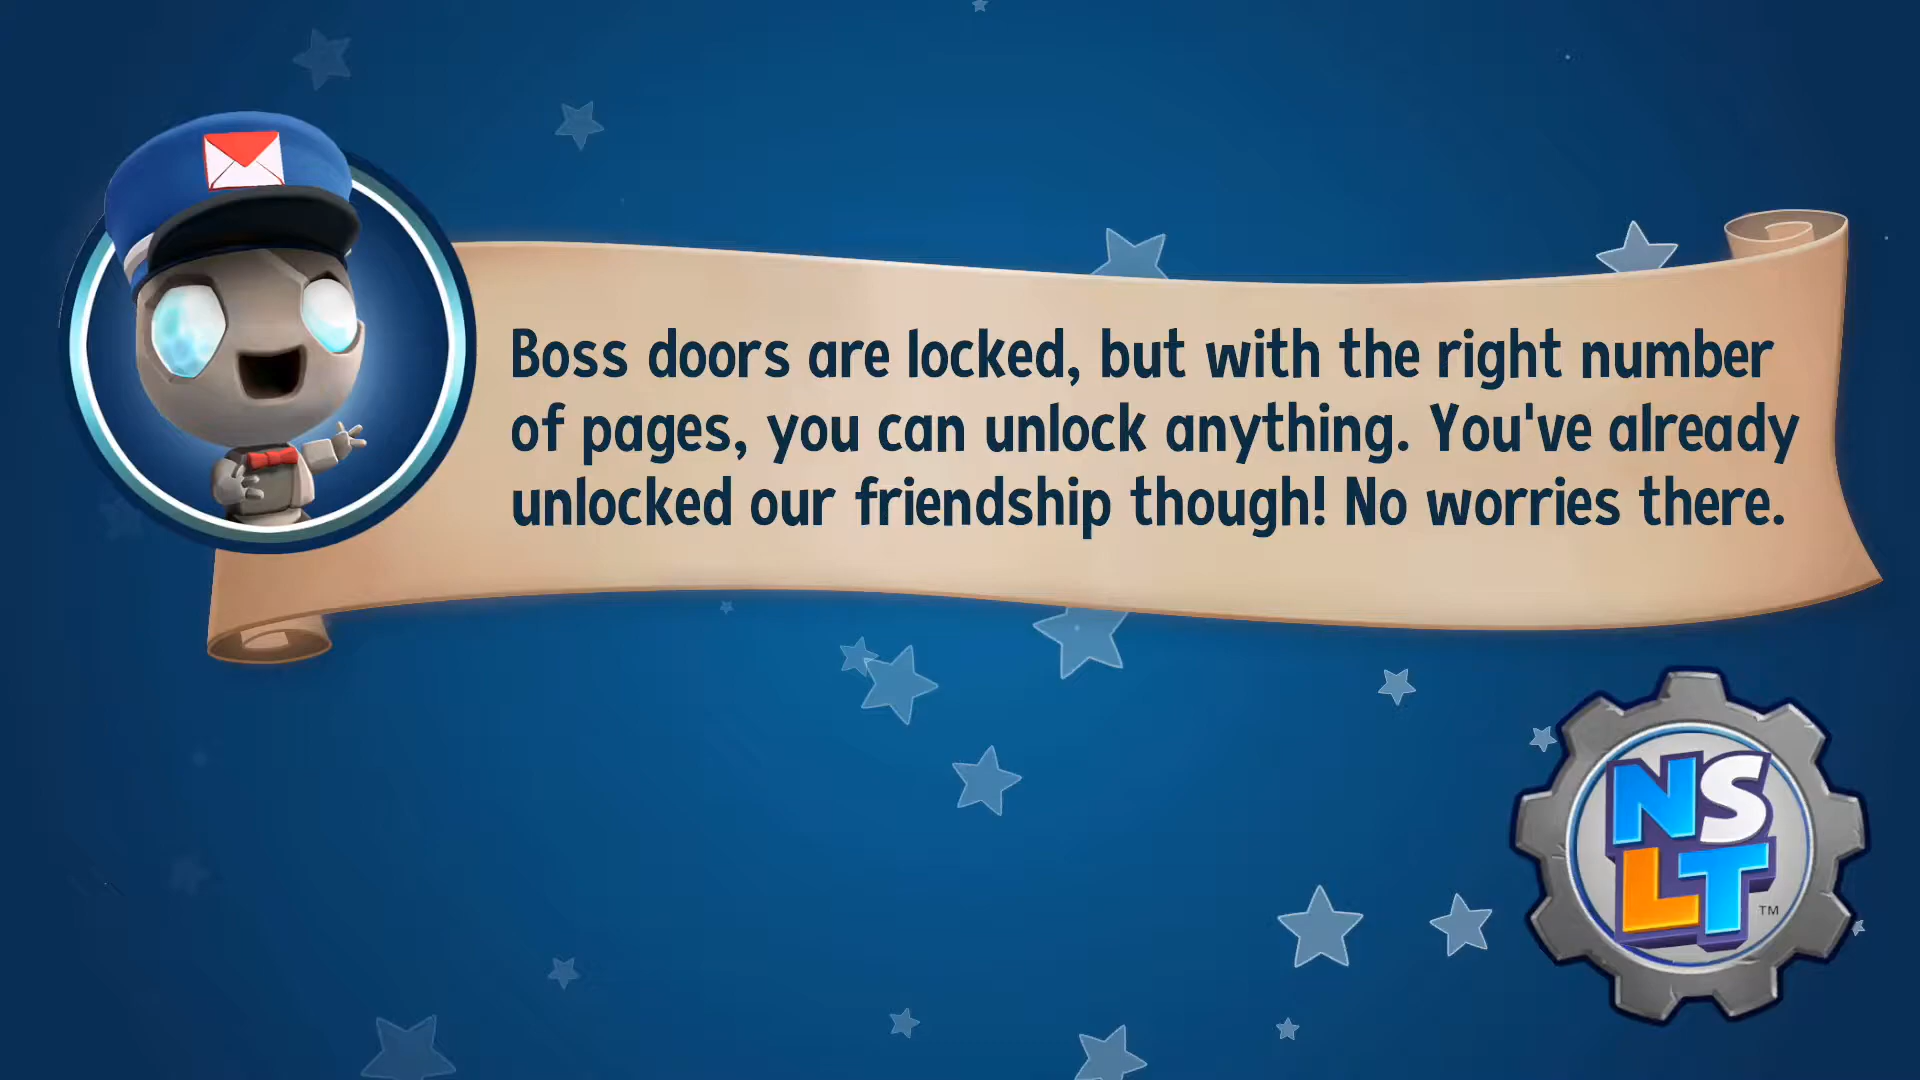 Boss doors are locked, but with the right number
of pages, you can unlock anything. You've already
unlocked our friendship though! No worries there.
NS
LT
TM